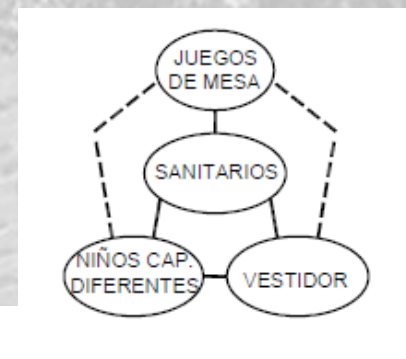 JUEGOS
DE MESA
SANITARIOS
NIÑOS CAP.
DIFERENTES
VESTIDOR